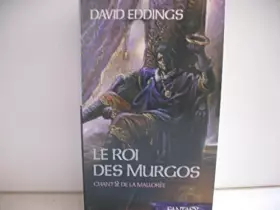 DAVID EDDINGS
LE ROI
DES MURGOS
CHANT II DE LA MALLORÉE
FANTASY